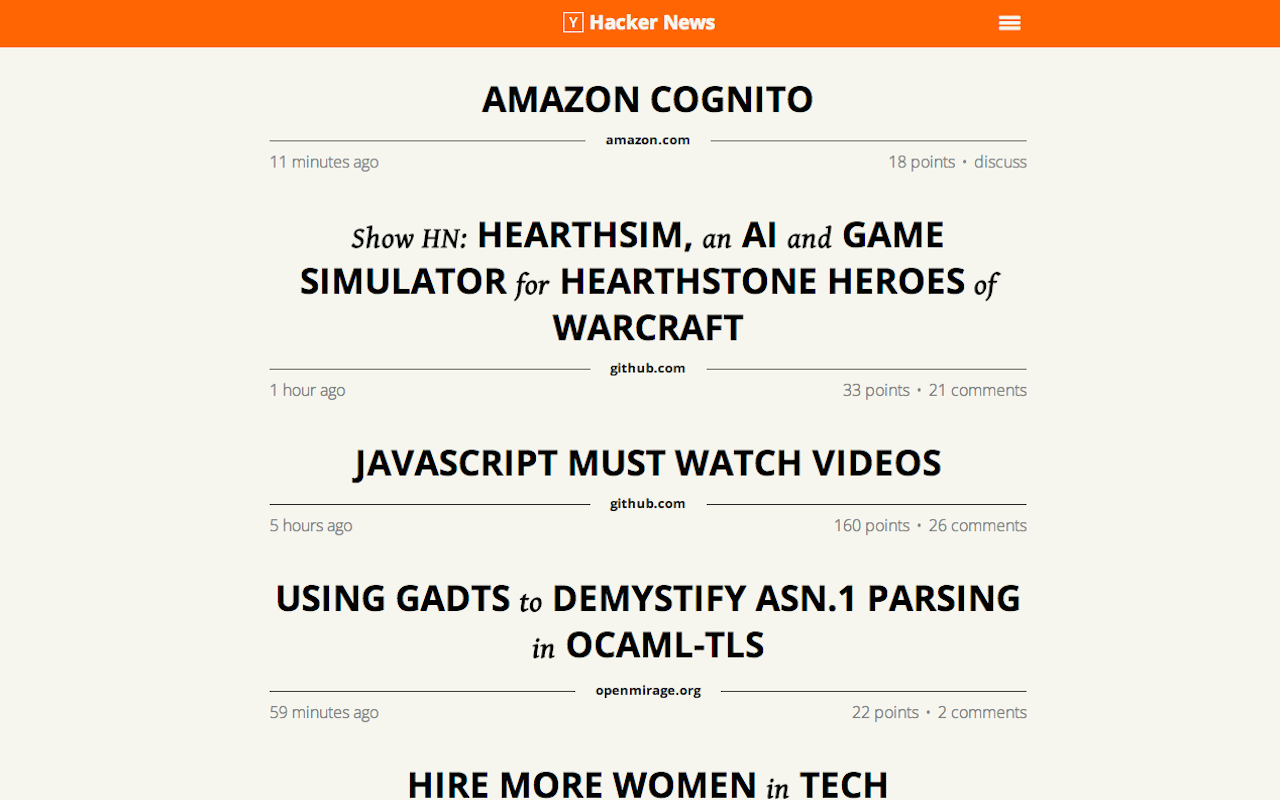 Y Hacker News
AMAZON COGNITO
amazon.com
11 minutes ago 18 points • discuss
Show HN: HEARTHSIM, an AI and GAME
SIMULATOR for HEARTHSTONE HEROES of
WARCRAFT
github.com
1 hour ago 33 points • 21 comments
JAVASCRIPT MUST WATCH VIDEOS
github.com
5 hours ago 160 points • 26 comments
USING GADTS to DEMYSTIFY ASN.1 PARSING
in OCAML-TLS
openmirage.org
59 minutes ago 22 points • 2 comments
HIRE MORE WOMEN in TECH